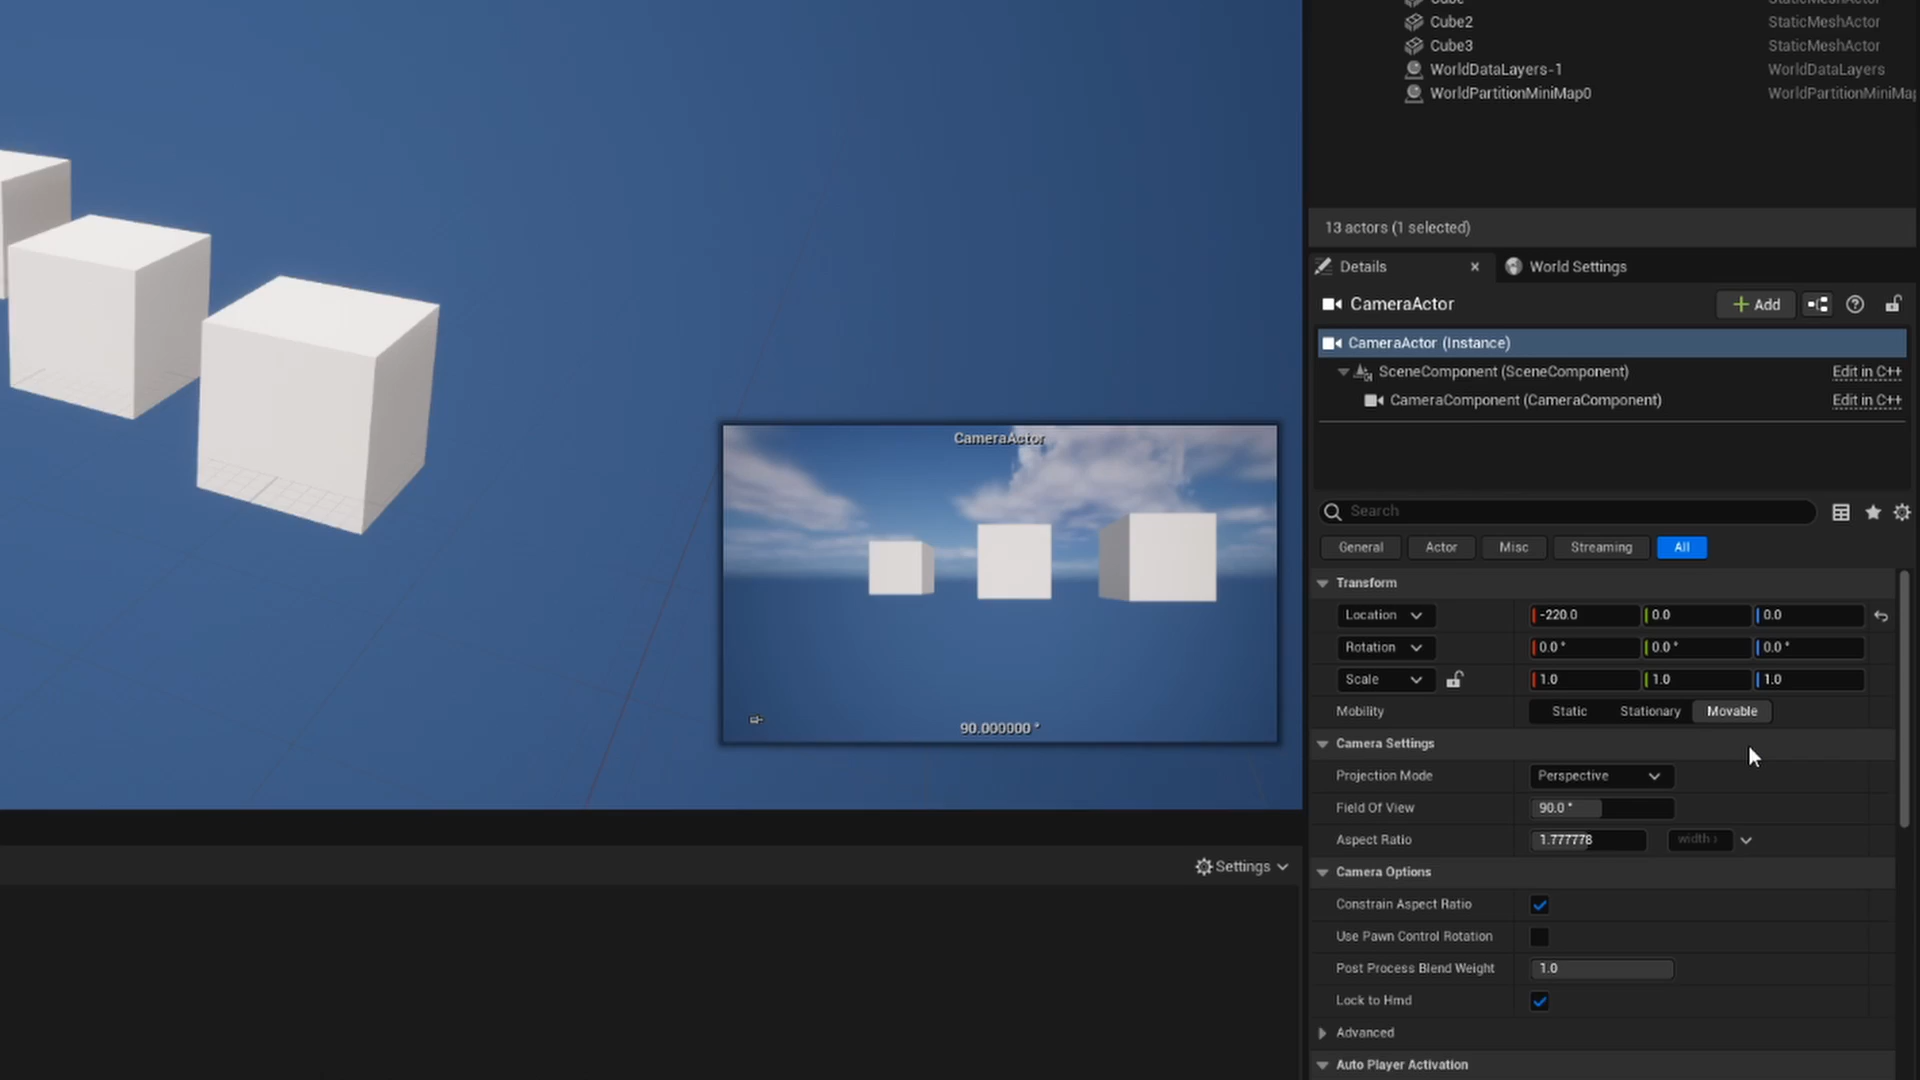 Cube StaticMeshActor
Cube2 StaticMeshActor
Cube3 StaticMeshActor
WorldDataLayers-1 WorldDataLayers
WorldPartitionMiniMap0 WorldPartitionMiniMap
13 actors (1 selected)
Details World Settings
CameraActor Add
CameraActor (Instance)
SceneComponent (SceneComponent) Edit in C++
CameraComponent (CameraComponent) Edit in C++
CameraActor
90.000000 °
Search
General Actor Misc Streaming All
Transform
Location -220.0 0.0 0.0
Rotation 0.0 ° 0.0 ° 0.0 °
Scale 1.0 1.0 1.0
Mobility Static Stationary Movable
Camera Settings
Projection Mode Perspective
Field Of View 90.0 °
Aspect Ratio 1.777778 width
Camera Options
Constrain Aspect Ratio
Use Pawn Control Rotation
Post Process Blend Weight 1.0
Lock to Hmd
Advanced
Auto Player Activation
Settings